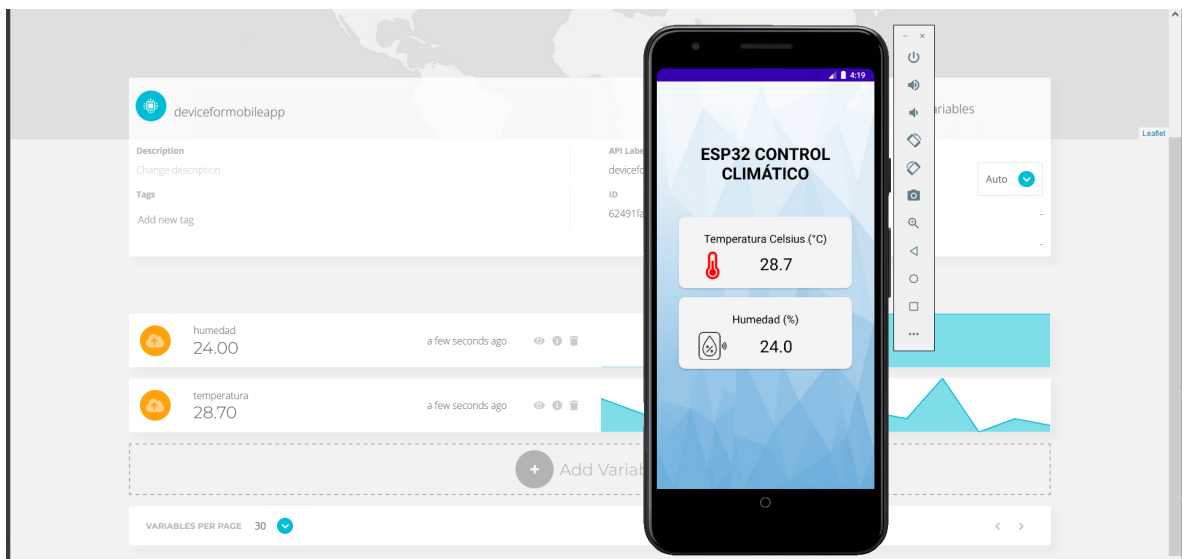 deviceformobileapp
Description
Change description
Tags
Add new tag
API Labe
ID
62491fa
riables
Leaflet
Auto
-
-
humedad
24.00
a few seconds ago
temperatura
28.70
a few seconds ago
Add Variab
VARIABLES PER PAGE 30
4:19
ESP32 CONTROL
CLIMÁTICO
Temperatura Celsius (°C)
28.7
Humedad (%)
24.0